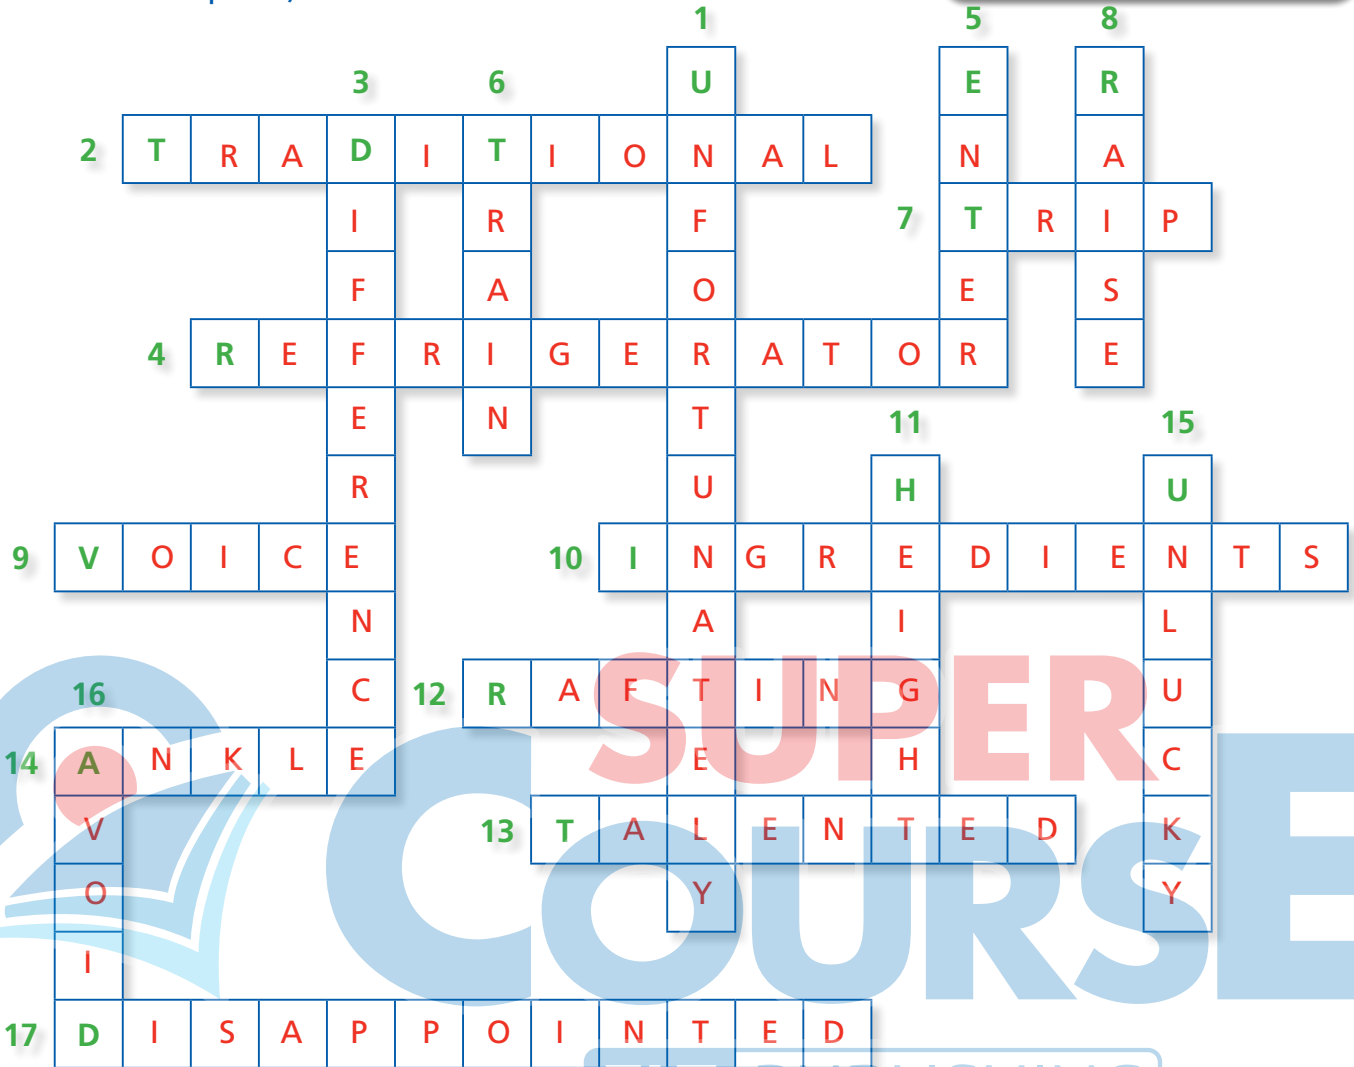 1 5 8
3 6 U E R
2 T R A D I T I O N A L N A
I R F 7 T R I P
F A O E S
4 R E F R I G E R A T O R E
E N T 11 15
R U H U
9 V O I C E 10 I N G R E D I E N T S
N A I L
16 C 12 R A F T I N G U
14 A N K L E E H C
V 13 T A L E N T E D K
O Y Y
I
17 D I S A P P O I N T E D
SUPER
COURSE